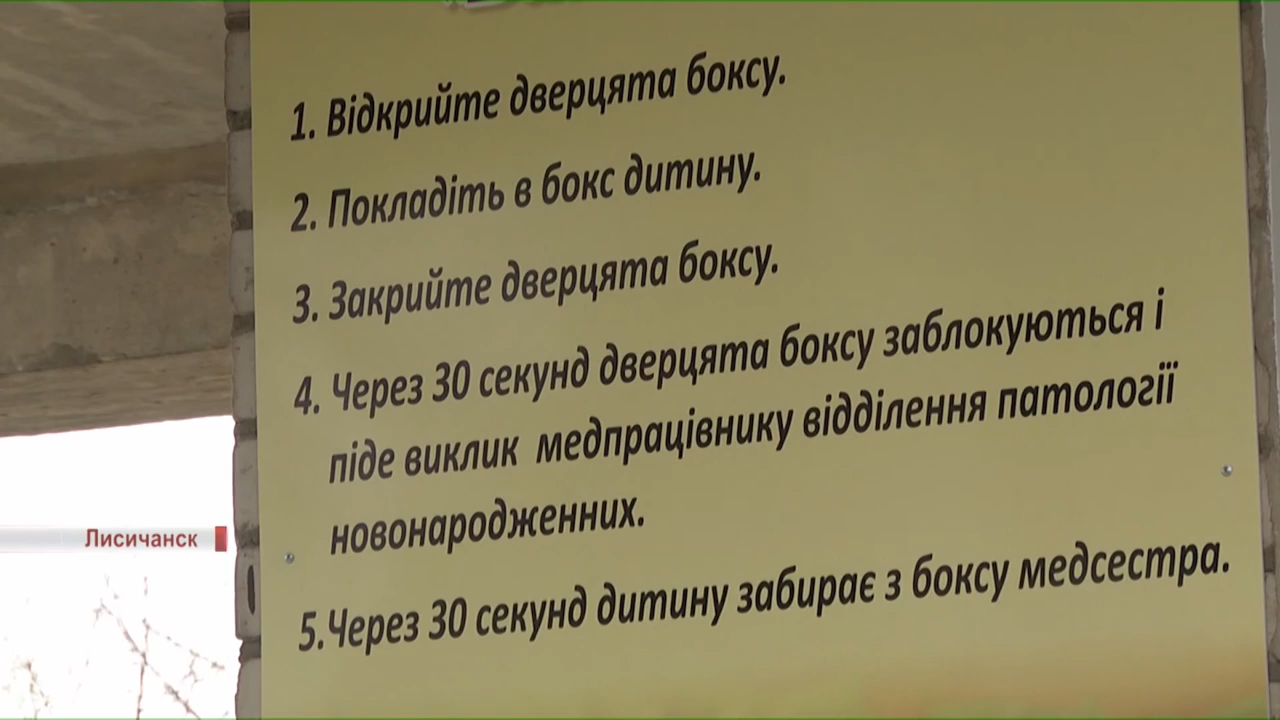 1. Відкрийте дверцята боксу.
2. Покладіть в бокс дитину.
3. Закрийте дверцята боксу.
4. Через 30 секунд дверцята боксу заблокуються і
піде виклик медпрацівнику відділення патології
новонародженних.
5.Через 30 секунд дитину забирає з боксу медсестра.
Лисичанск